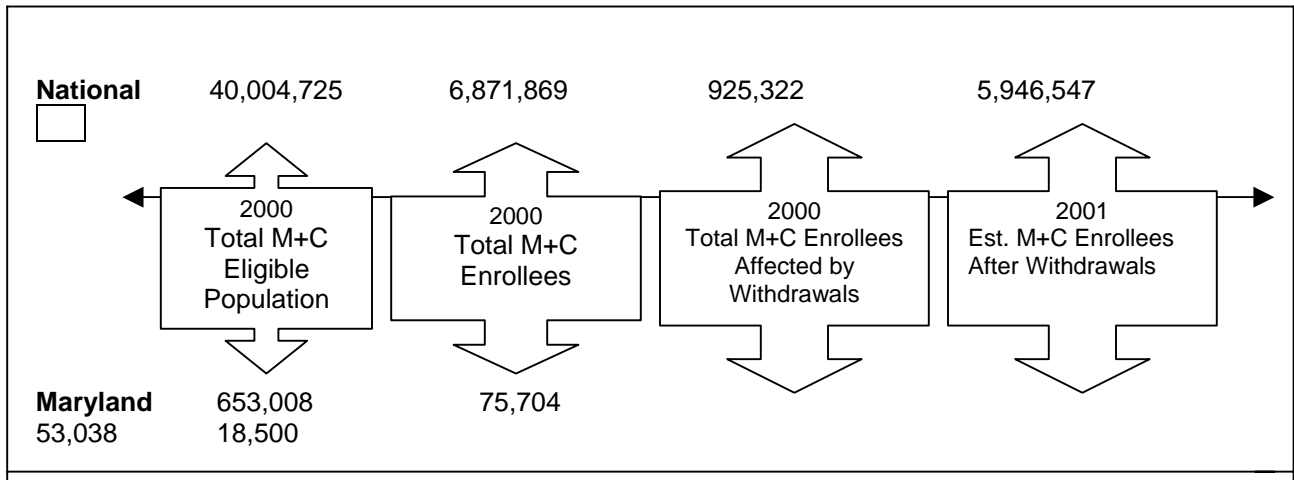 National 40,004,725 6,871,869 925,322 5,946,547
2000
Total M+C
Eligible
Population
2000
Total M+C
Enrollees
2000
Total M+C Enrollees
Affected by
Withdrawals
2001
Est. M+C Enrollees
After Withdrawals
Maryland 653,008 75,704
53,038 18,500